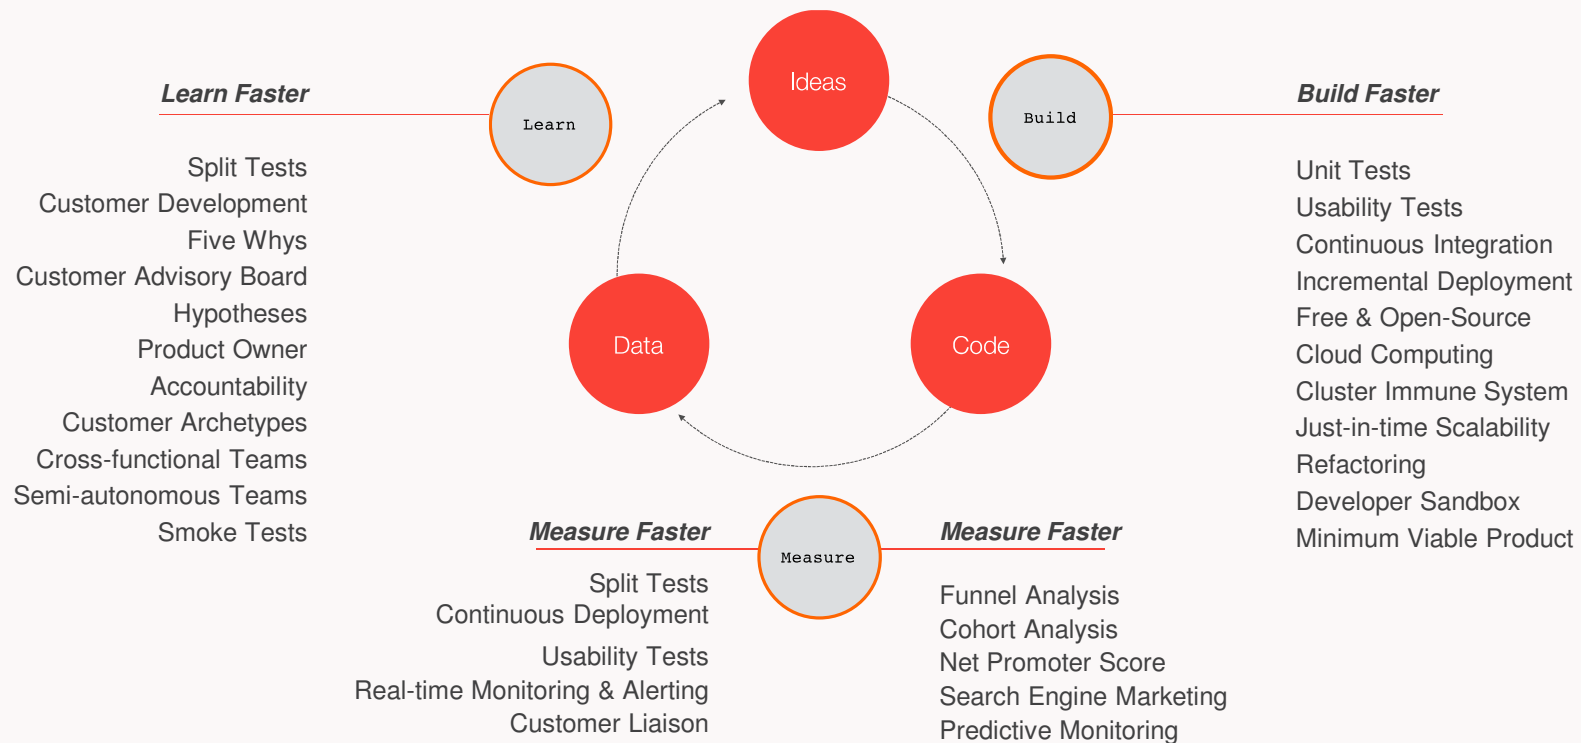 Ideas
Learn Faster
Learn
Build
Build Faster
Split Tests
Customer Development
Five Whys
Customer Advisory Board
Hypotheses
Product Owner
Accountability
Customer Archetypes
Cross-functional Teams
Semi-autonomous Teams
Smoke Tests
Data
Code
Unit Tests
Usability Tests
Continuous Integration
Incremental Deployment
Free & Open-Source
Cloud Computing
Cluster Immune System
Just-in-time Scalability
Refactoring
Developer Sandbox
Minimum Viable Product
Measure Faster
Measure
Measure Faster
Split Tests
Continuous Deployment
Usability Tests
Real-time Monitoring & Alerting
Customer Liaison
Funnel Analysis
Cohort Analysis
Net Promoter Score
Search Engine Marketing
Predictive Monitoring